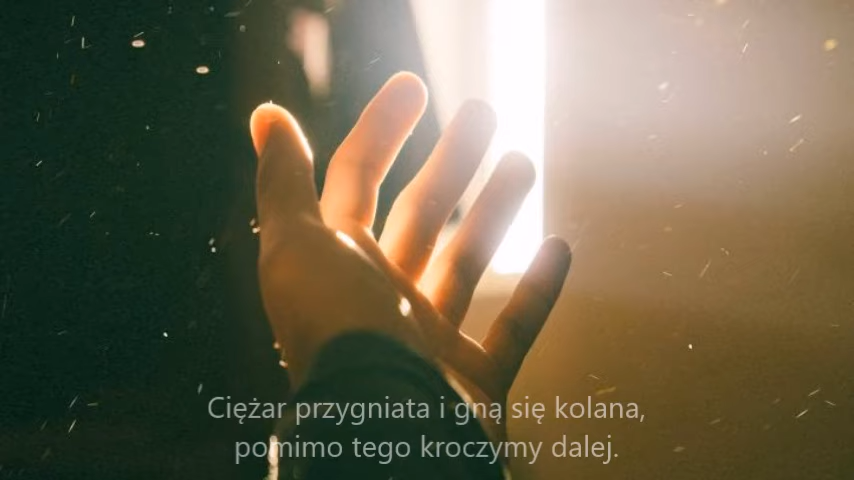 Ciężar przygniata i gną się kolana,
pomimo tego kroczymy dalej.